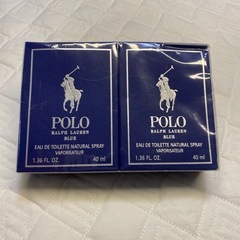 POLO
RALPH LAUREN
BLUE
EAU DE TOILETTE NATURAL SPRAY
VAPORISATEUR
1.36 FL. OZ. 40 ml
POLO
RALPH LAUREN
BLUE
EAU DE TOILETTE NATURAL SPRAY
VAPORISATEUR
1.36 FL. OZ. 40 ml